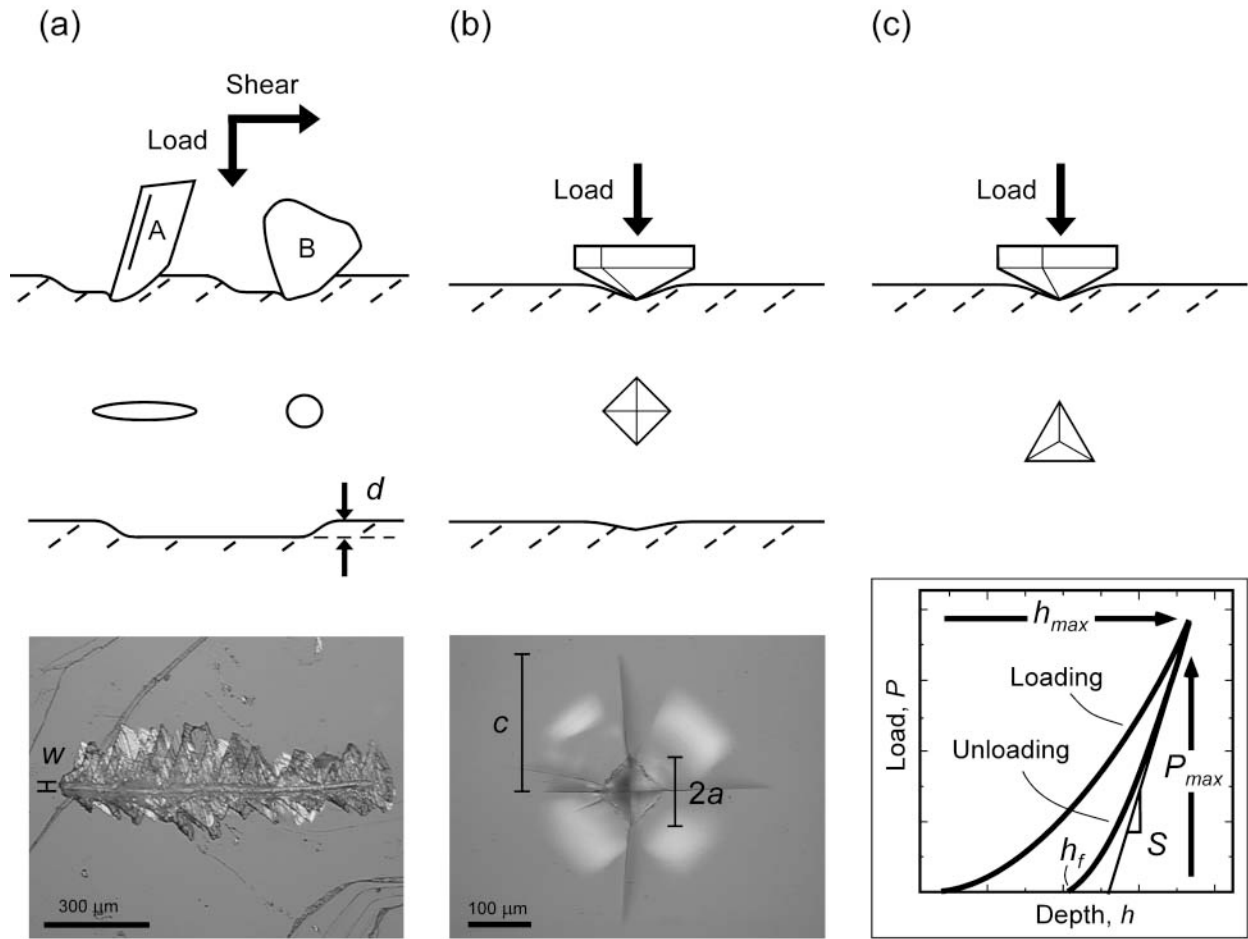 (a)
(b)
(c)
Shear
Load
A
B
Load
Load
d
w
300 μm
c
2a
100 μm
h_max
Loading
Unloading
P_max
h_f
S
Load, P
Depth, h